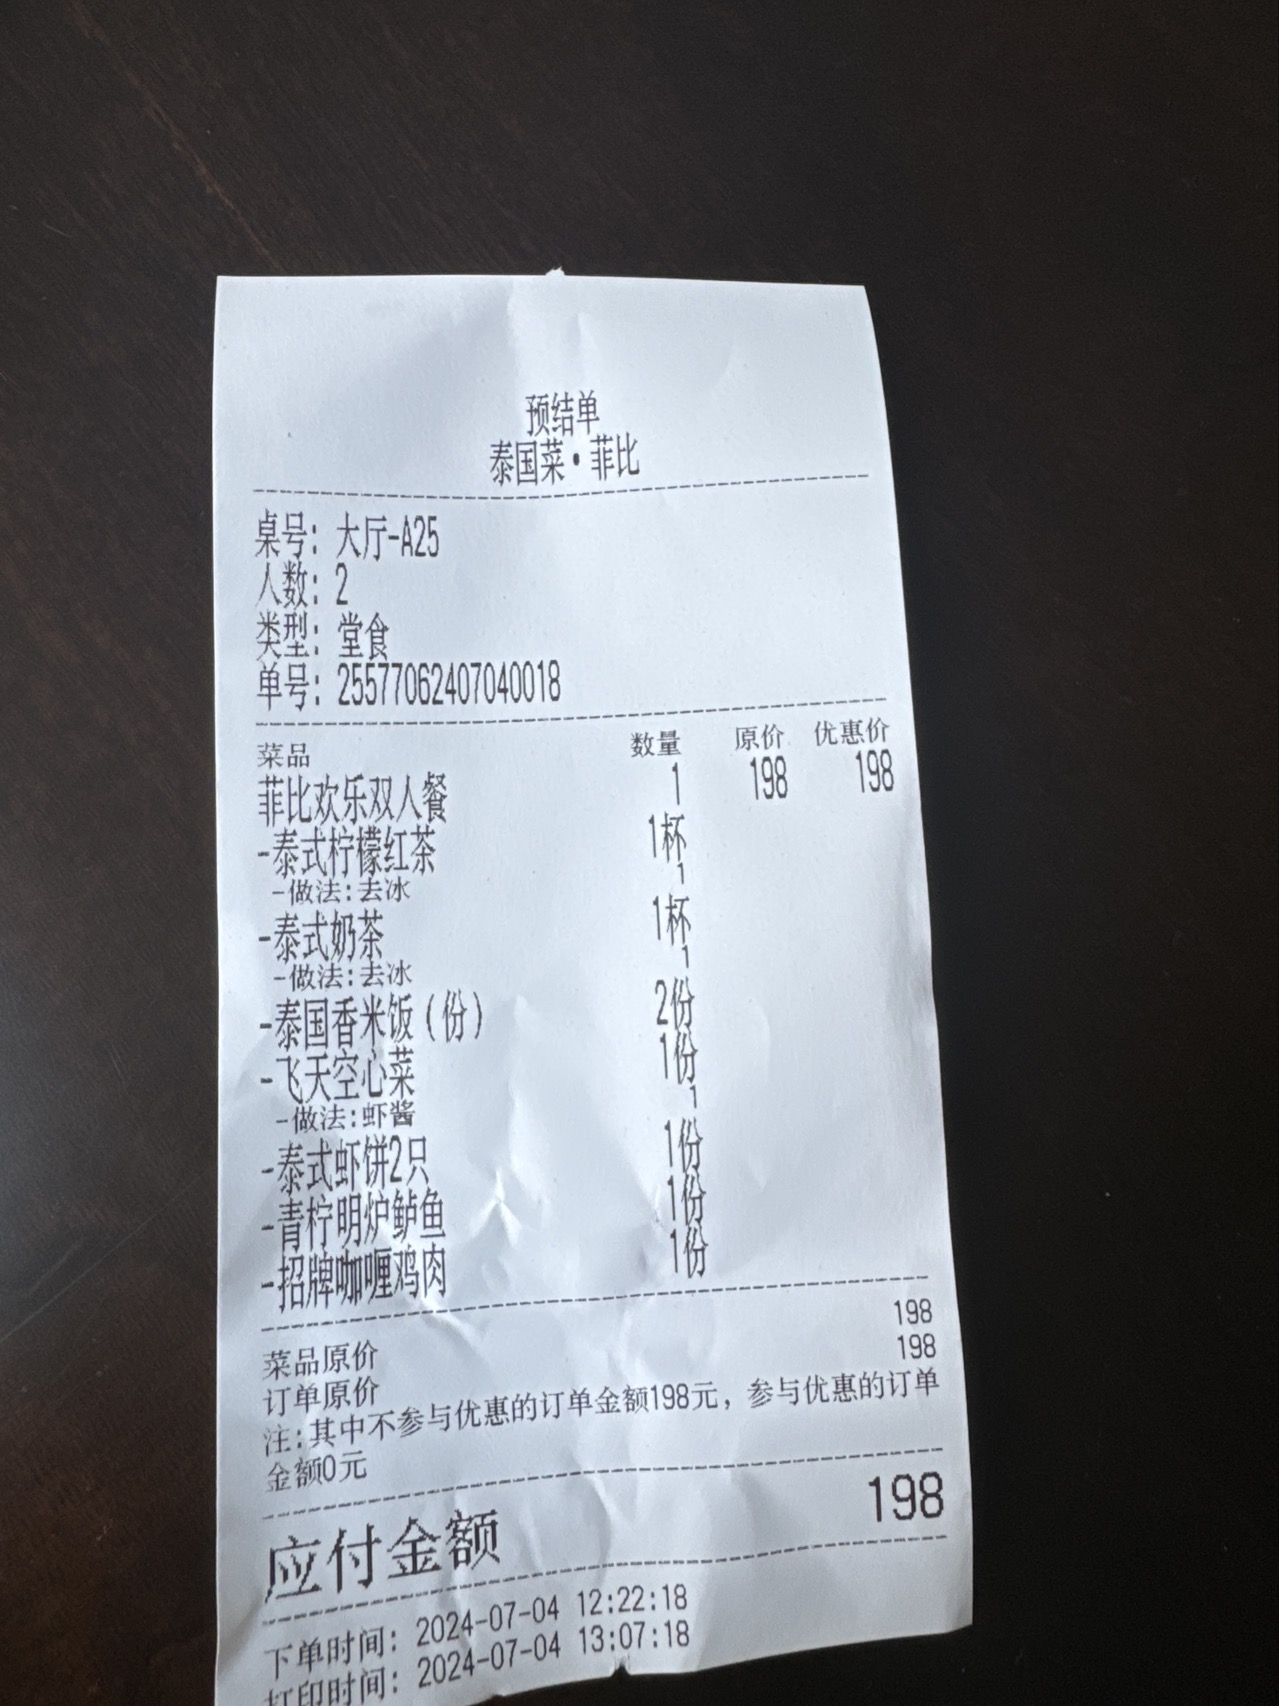 预结单
泰国菜•菲比
桌号: 大厅-A25
人数: 2
类型: 堂食
单号: 255770624070400​18
菜品 数量 原价 优惠价
菲比欢乐双人餐 1 198 198
-泰式柠檬红茶 1杯
-做法:去冰 1
-泰式奶茶 1杯
-做法:去冰 1
-泰国香米饭(份) 2份
-飞天空心菜 1份
-做法:虾酱 1
-泰式虾饼2只 1份
-青柠明炉鲈鱼 1份
-招牌咖喱鸡肉 1份
菜品原价 198
订单原价 198
注:其中不参与优惠的订单金额198元，参与优惠的订单
金额0元
应付金额 198
下单时间: 2024-07-04 12:22:18
打印时间: 2024-07-04 13:07:18